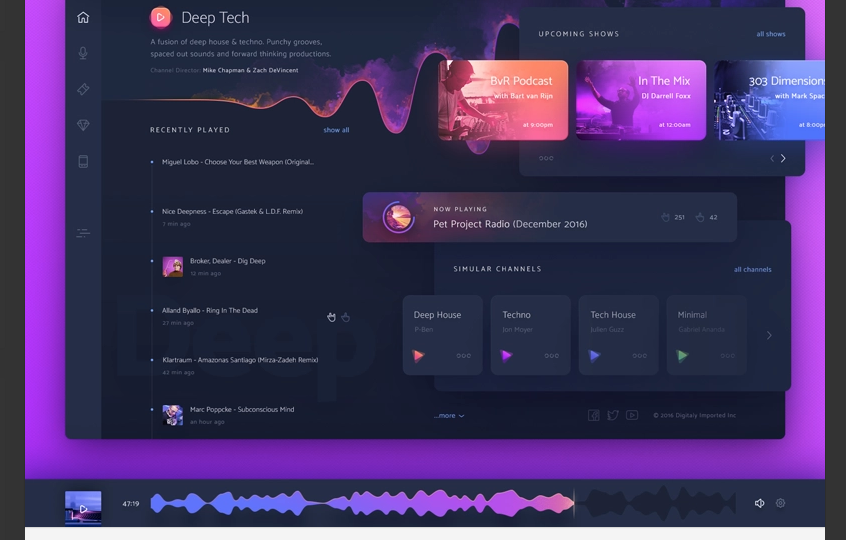 Deep Tech
A fusion of deep house & techno. Punchy grooves,
spaced out sounds and forward thinking productions.
Channel Director: Mike Chapman & Zach DeVincent
UPCOMING SHOWS
all shows
BvR Podcast
with Bart van Rijn
at 9:00pm
In The Mix
DJ Darrell Foxx
at 12:00am
303 Dimensions
with Mark Spac
at 8:00p
RECENTLY PLAYED
show all
Miguel Lobo - Choose Your Best Weapon (Original...
Nice Deepness - Escape (Gastek & L.D.F. Remix)
7 min ago
Broker, Dealer - Dig Deep
12 min ago
Alland Byallo - Ring In The Dead
27 min ago
Klartraum - Amazonas Santiago (Mirza-Zadeh Remix)
42 min ago
Marc Poppcke - Subconscious Mind
an hour ago
NOW PLAYING
Pet Project Radio (December 2016)
251
42
SIMULAR CHANNELS
all channels
Deep House
P-Ben
Techno
Jon Moyer
Tech House
Julien Guzz
Minimal
Deep
...more
© 2016 Digitaly Imported Inc
47:19